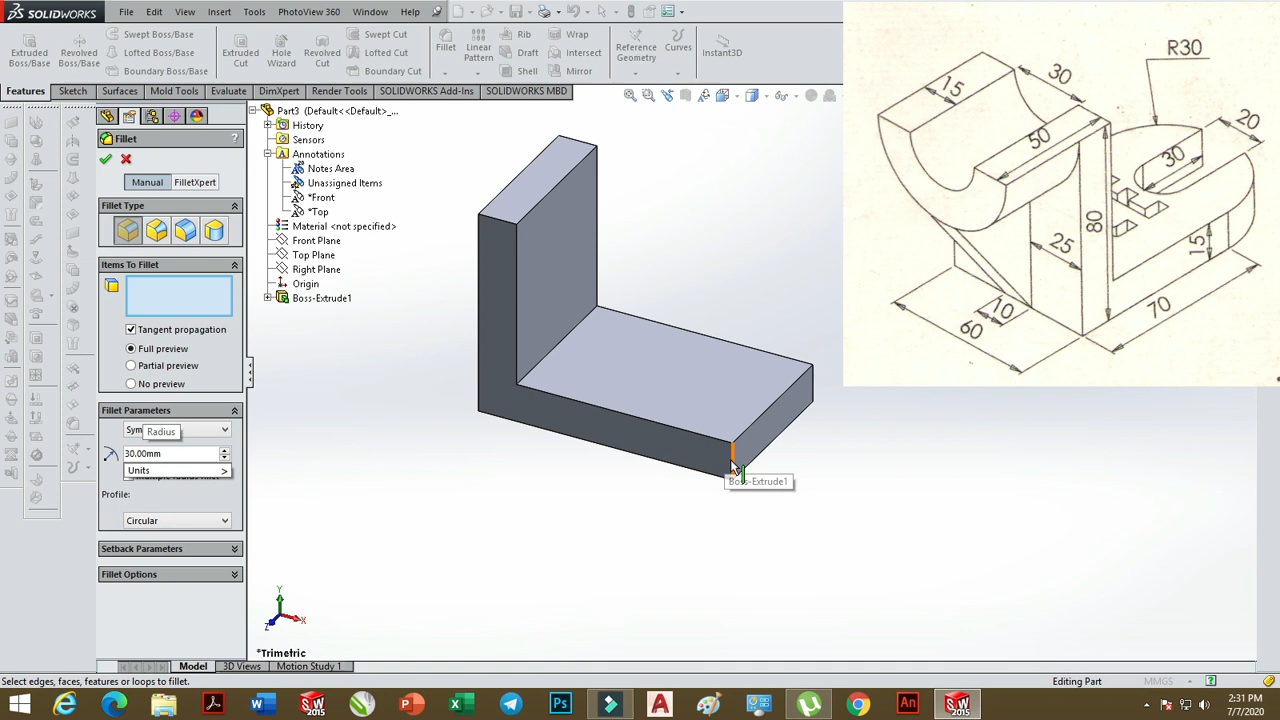 SOLIDWORKS
File Edit View Insert Tools PhotoView 360 Window Help
Extruded Boss/Base
Revolved Boss/Base
Swept Boss/Base
Lofted Boss/Base
Boundary Boss/Base
Extruded Cut
Hole Wizard
Revolved Cut
Swept Cut
Lofted Cut
Boundary Cut
Fillet
Linear Pattern
Rib
Draft
Shell
Wrap
Intersect
Mirror
Reference Geometry
Curves
Instant3D
Features Sketch Surfaces Mold Tools Evaluate DimXpert Render Tools SOLIDWORKS Add-Ins SOLIDWORKS MBD
Fillet ?
Manual FilletXpert
Fillet Type
Items To Fillet
Tangent propagation
Full preview
Partial preview
No preview
Fillet Parameters
Sym
Radius
30.00mm
Units >
Profile:
Circular
Setback Parameters
Fillet Options
Part3 (Default<<Default>_...
History
Sensors
Annotations
Notes Area
Unassigned Items
*Front
*Top
Material <not specified>
Front Plane
Top Plane
Right Plane
Origin
Boss-Extrude1
Boss-Extrude1
Y
X
Z
*Trimetric
R30
15
30
50
20
30
80
25
15
10
60
70
Model 3D Views Motion Study 1
Select edges, faces, features or loops to fillet.
Editing Part
MMGS
2:31 PM
7/7/2020
SW 2015
SW 2015